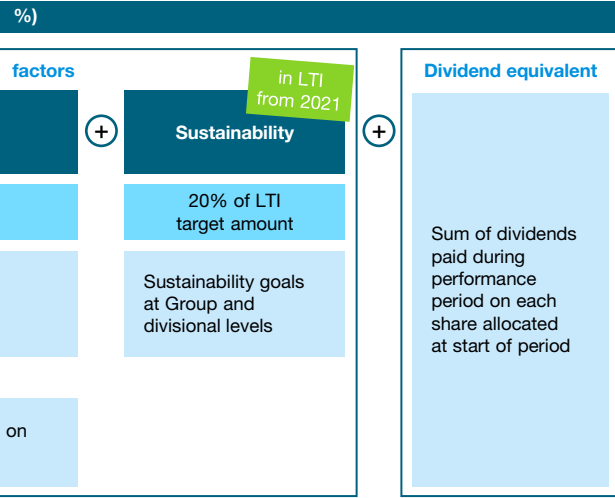 %)
factors
+
Sustainability
in LTI
from 2021
20% of LTI
target amount
Sustainability goals
at Group and
divisional levels
on
+
Dividend equivalent
Sum of dividends
paid during
performance
period on each
share allocated
at start of period